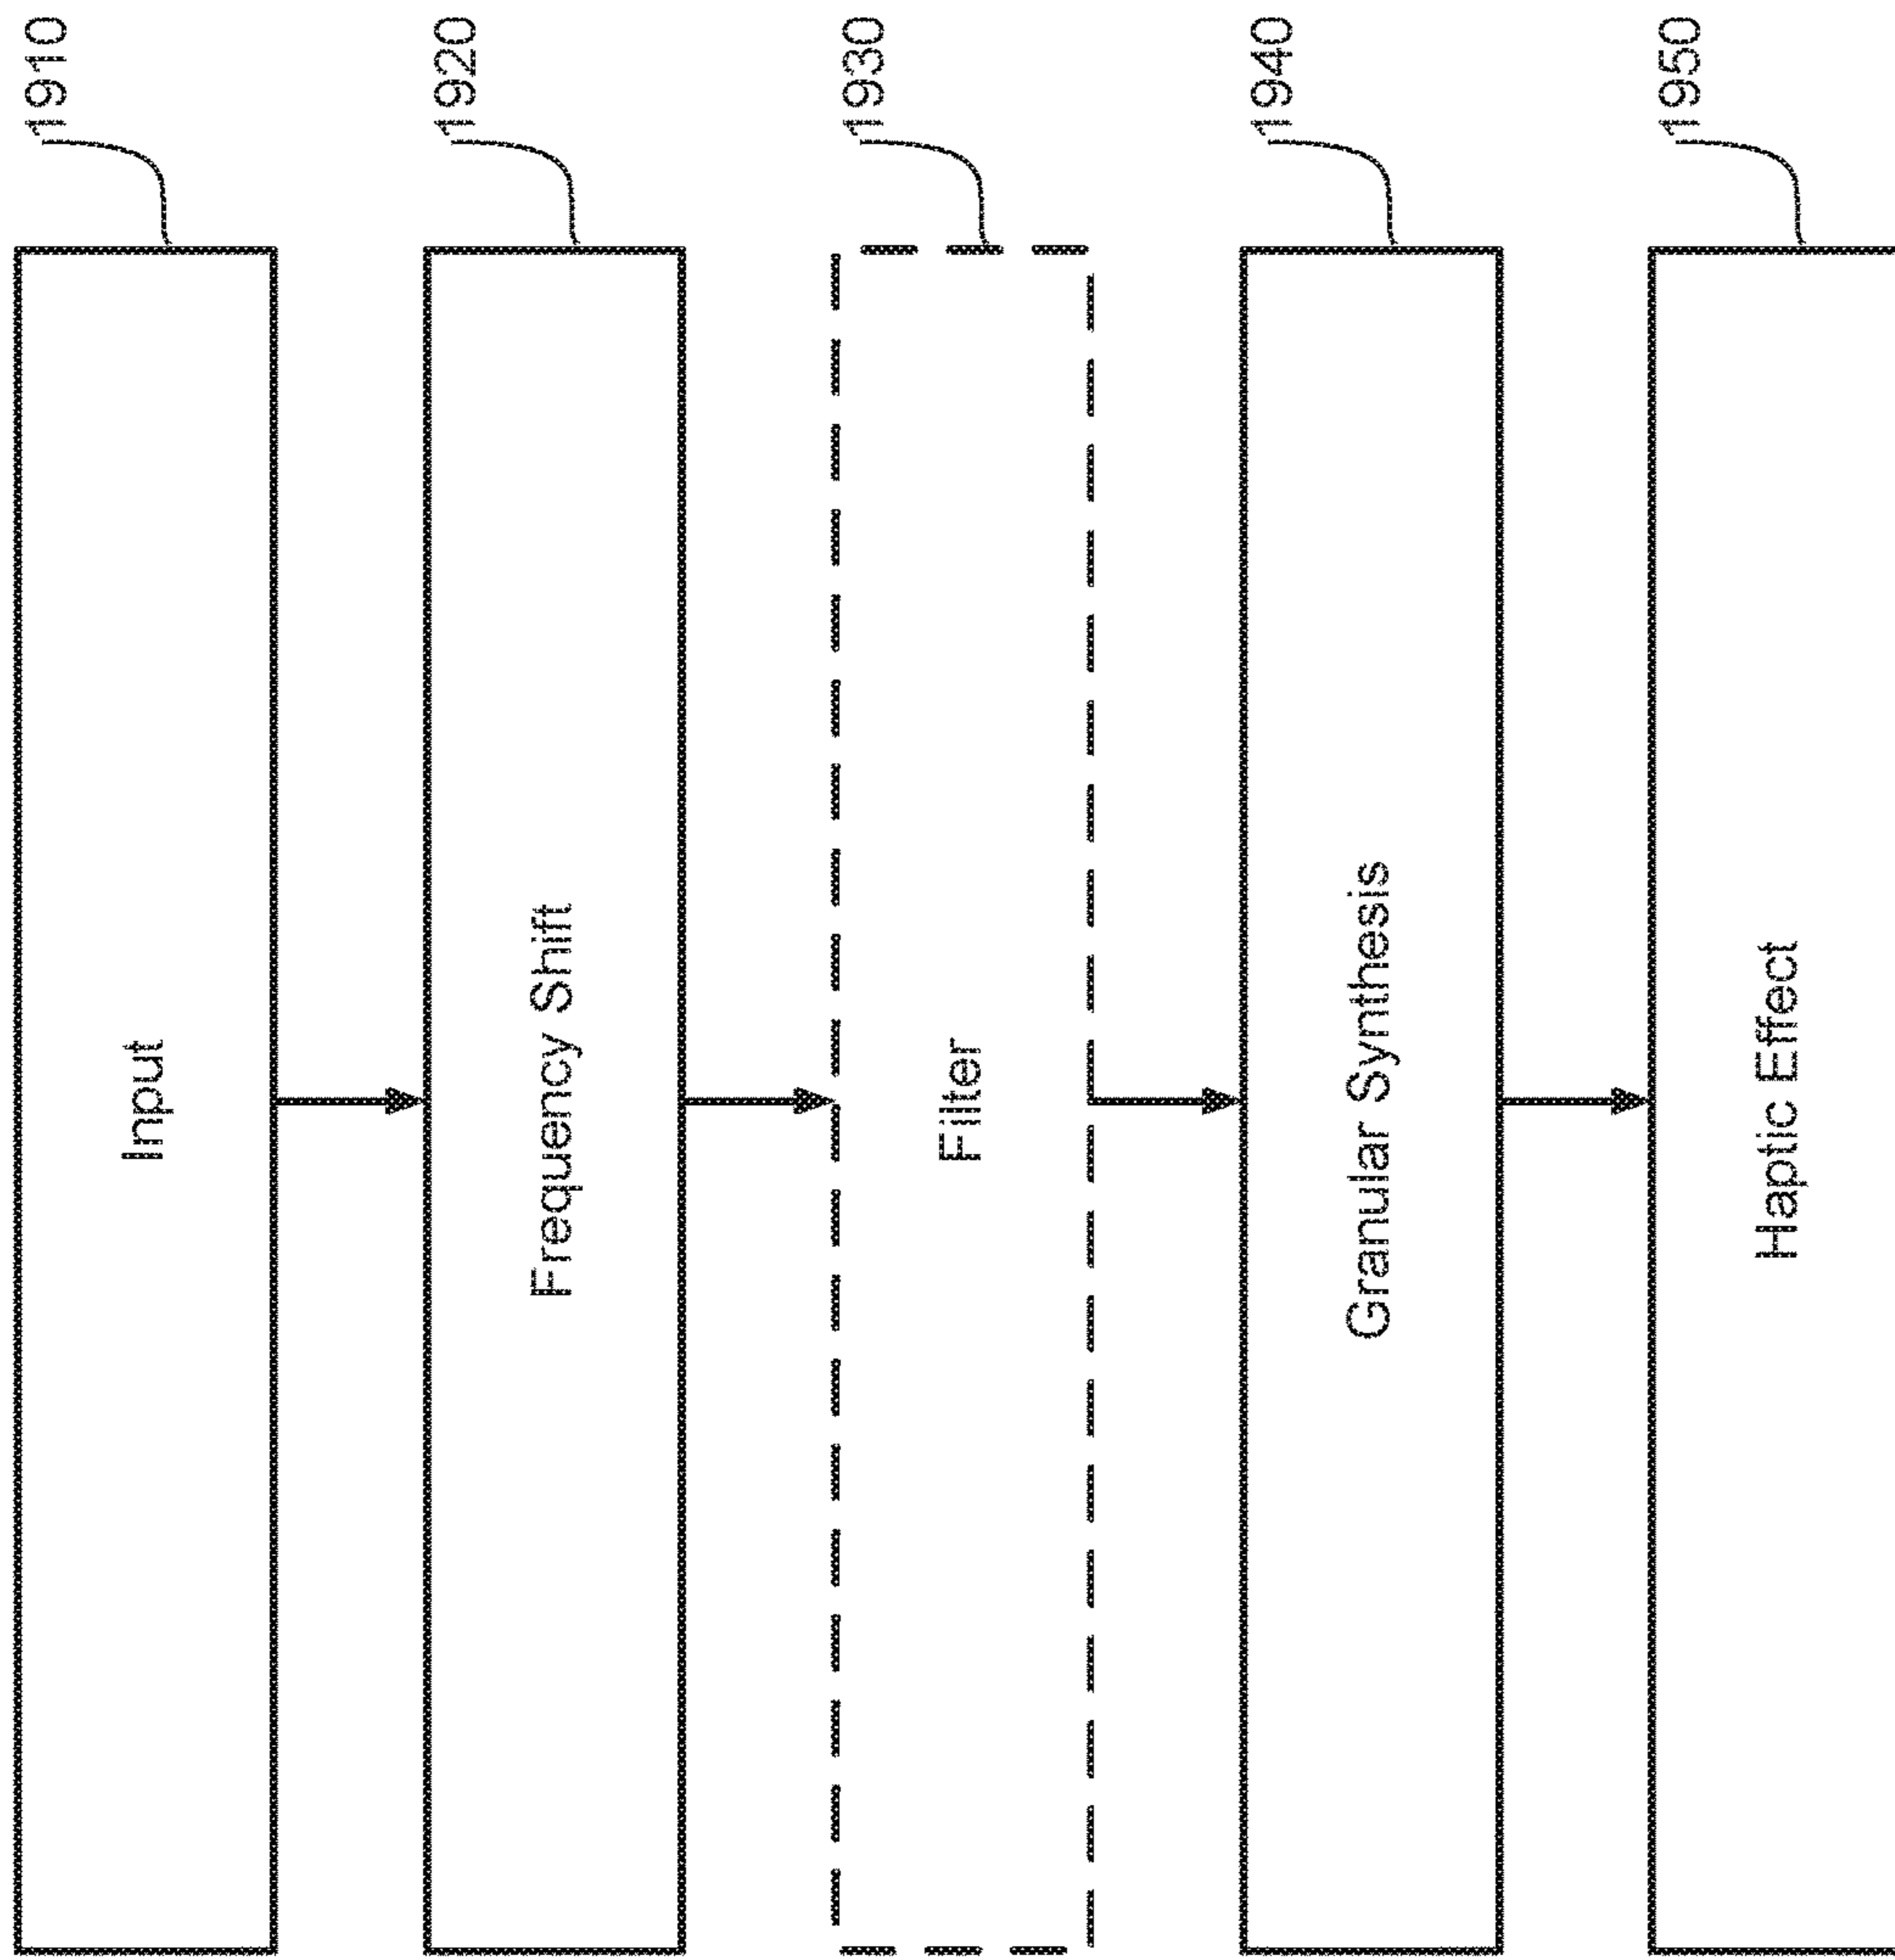 Input
1910
Frequency Shift
1920
Filter
1930
Granular Synthesis
1940
Haptic Effect
1950